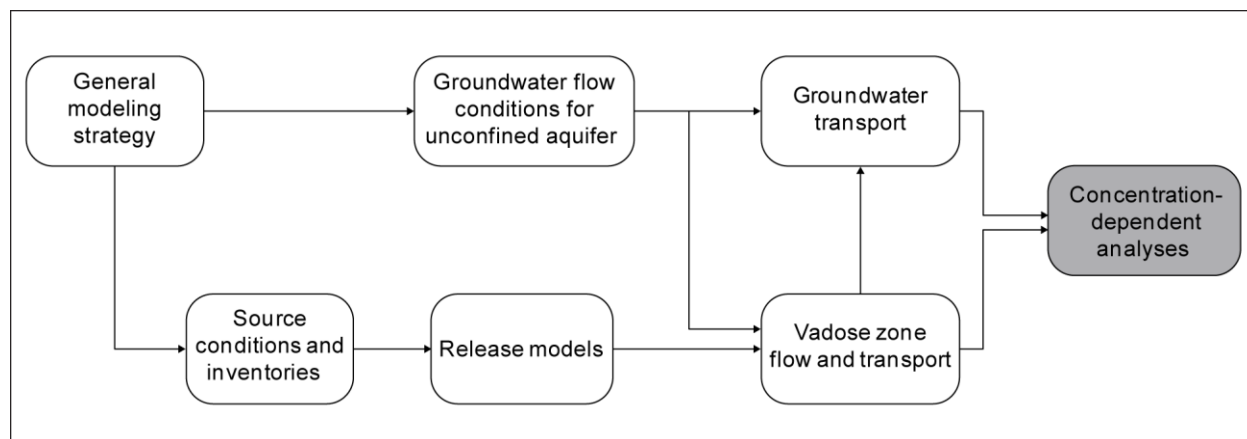 General
modeling
strategy
Groundwater flow
conditions for
unconfined aquifer
Groundwater
transport
Concentration-
dependent
analyses
Source
conditions and
inventories
Release models
Vadose zone
flow and transport